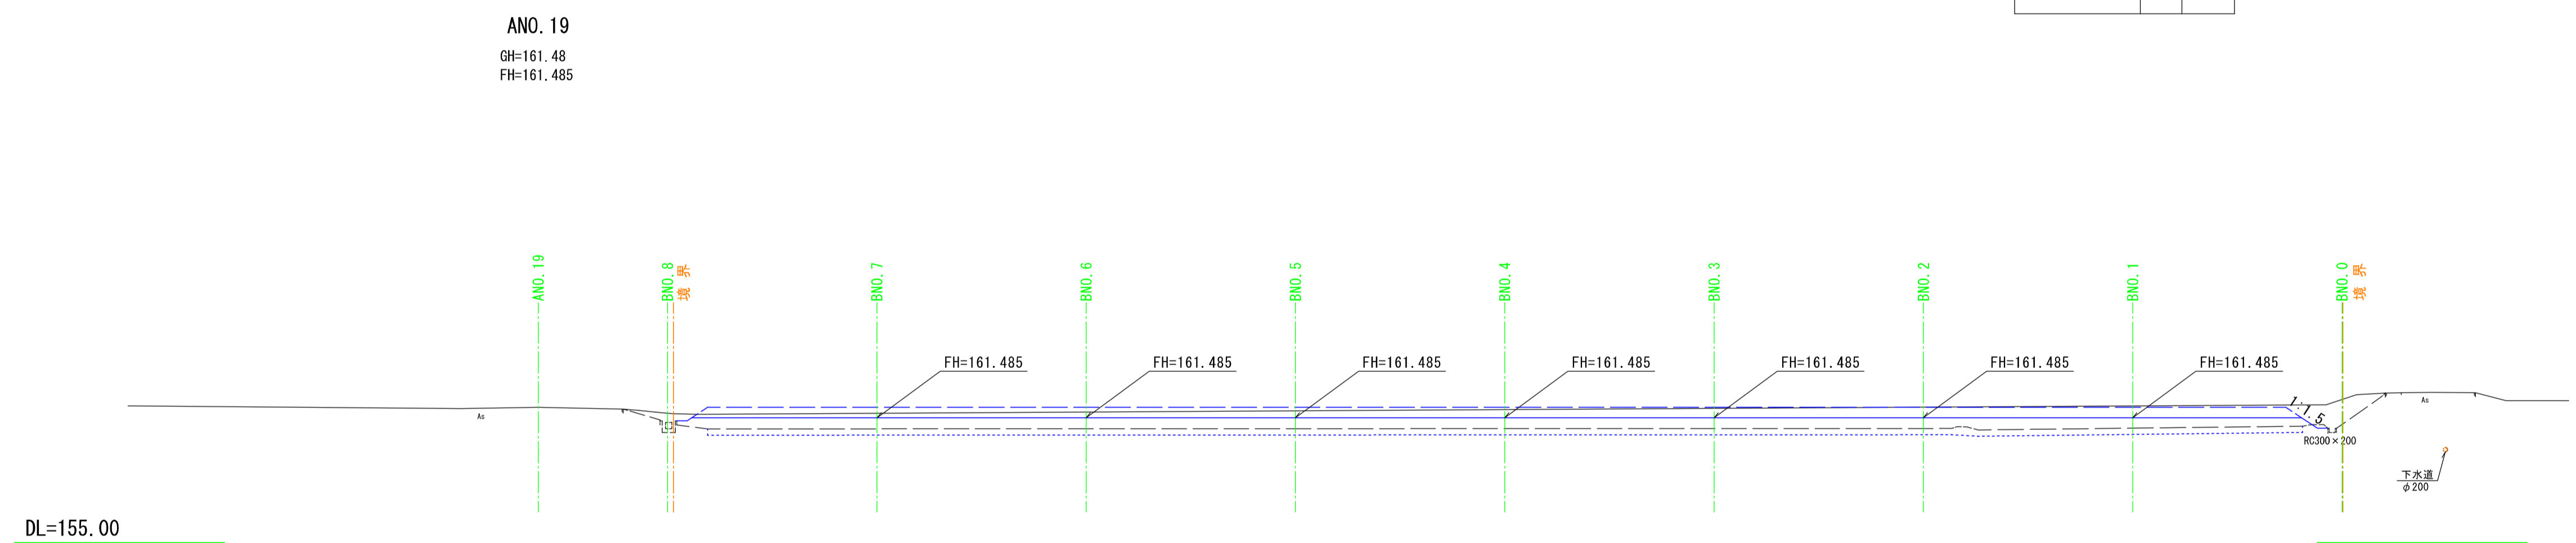 ANO.19
GH=161.48
FH=161.485
ANO.19
BNO.8
境 界
BNO.7
BNO.6
BNO.5
BNO.4
BNO.3
BNO.2
BNO.1
BNO.0
境 界
FH=161.485
FH=161.485
FH=161.485
FH=161.485
FH=161.485
FH=161.485
FH=161.485
As
1:1.5
As
RC300×200
下水道
φ200
DL=155.00